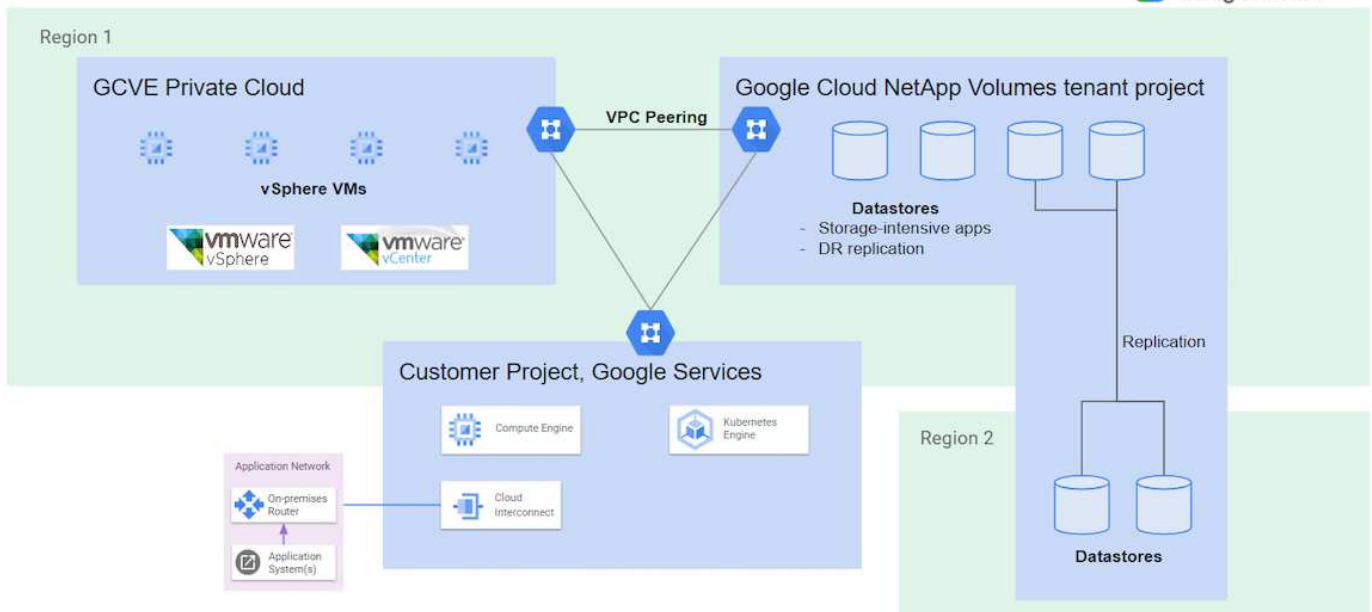 Region 1
GCVE Private Cloud
vSphere VMs
vmware®
vSphere
vmware®
vCenter
VPC Peering
Google Cloud NetApp Volumes tenant project
Datastores
- Storage-intensive apps
- DR replication
Replication
Customer Project, Google Services
Compute Engine
Kubernetes
Engine
Cloud
Interconnect
Application Network
On-premises
Router
Application
System(s)
Region 2
Datastores